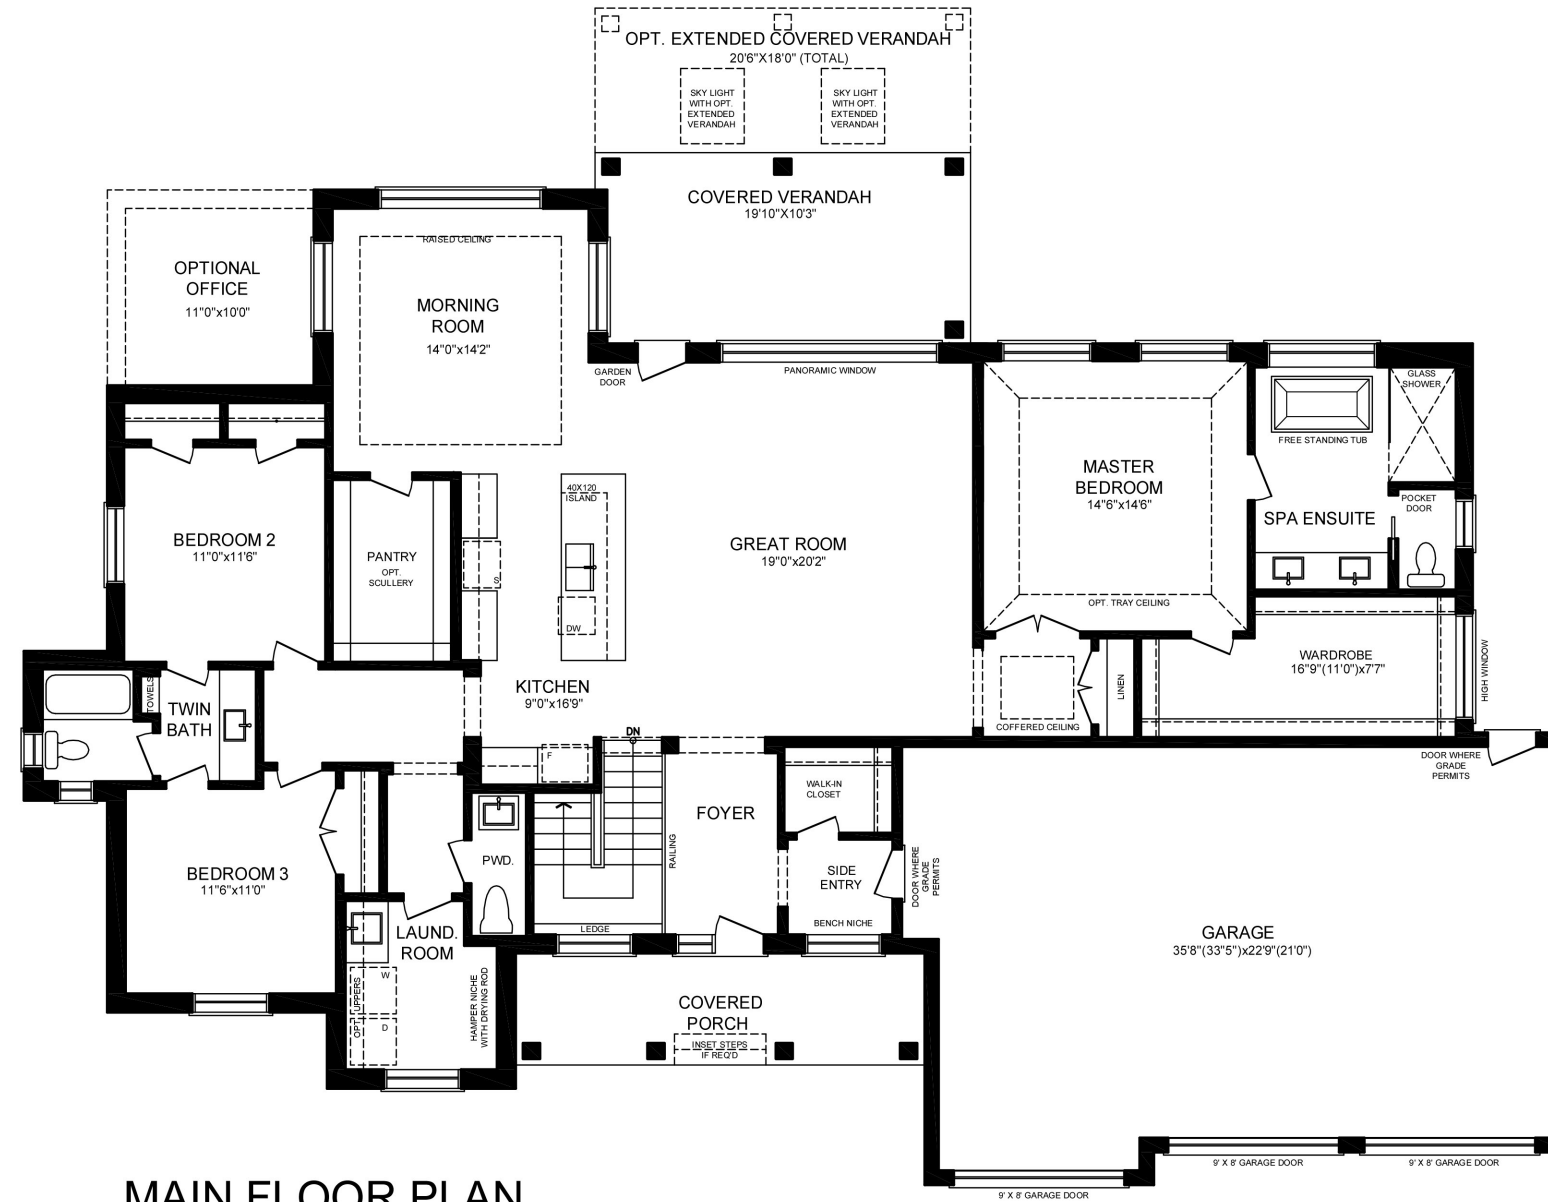 OPT. EXTENDED COVERED VERANDAH
20'6"X18'0" (TOTAL)
SKY LIGHT
WITH OPT.
EXTENDED
VERANDAH
SKY LIGHT
WITH OPT.
EXTENDED
VERANDAH
COVERED VERANDAH
19'10"X10'3"
RAISED CEILING
OPTIONAL
OFFICE
11"0"x10'0"
MORNING
ROOM
14"0"x14'2"
GARDEN
DOOR
PANORAMIC WINDOW
GLASS
SHOWER
FREE STANDING TUB
MASTER
BEDROOM
14"6"x14'6"
40X120
ISLAND
POCKET
DOOR
SPA ENSUITE
BEDROOM 2
11"0"x11'6"
PANTRY
OPT.
SCULLERY
S
GREAT ROOM
19"0"x20'2"
DW
OPT. TRAY CEILING
WARDROBE
16"9"(11'0")x7'7"
HIGH WINDOW
KITCHEN
9"0"x16'9"
LINEN
TOWELS
TWIN
BATH
COFFERED CEILING
DN
F
DOOR WHERE
GRADE
PERMITS
WALK-IN
CLOSET
FOYER
RAILING
PWD.
BEDROOM 3
11"6"x11'0"
SIDE
ENTRY
DOOR WHERE
GRADE
PERMITS
BENCH NICHE
LEDGE
LAUND.
ROOM
GARAGE
35'8"(33"5")x22'9"(21'0")
W
D
OPT. UPPERS
HAMPER NICHE
WITH DRYING ROD
COVERED
PORCH
INSET STEPS
IF REQ'D
9' X 8' GARAGE DOOR
9' X 8' GARAGE DOOR
9' X 8' GARAGE DOOR
MAIN FLOOR PLAN